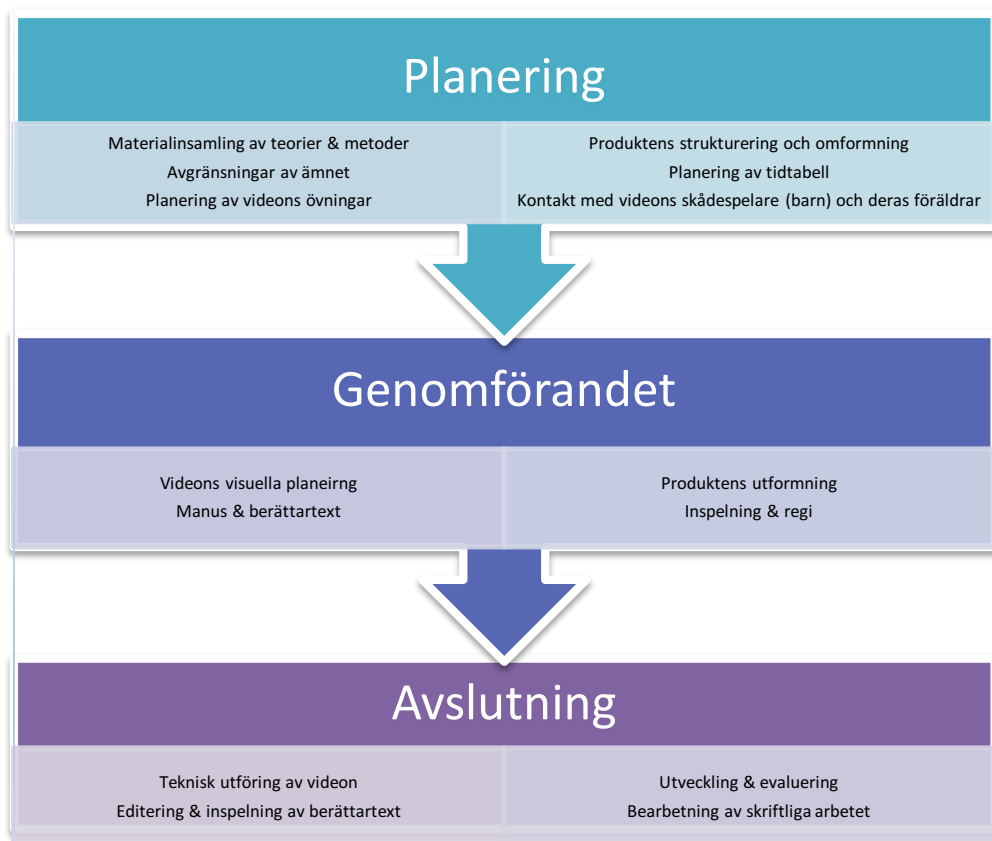 Planering
Materialinsamling av teorier & metoder
Avgränsningar av ämnet
Planering av videons övningar
Produktens strukturering och omformning
Planering av tidtabell
Kontakt med videons skådespelare (barn) och deras föräldrar
Genomförandet
Videons visuella planeirng
Manus & berättartext
Produktens utformning
Inspelning & regi
Avslutning
Teknisk utföring av videon
Editering & inspelning av berättartext
Utveckling & evaluering
Bearbetning av skriftliga arbetet